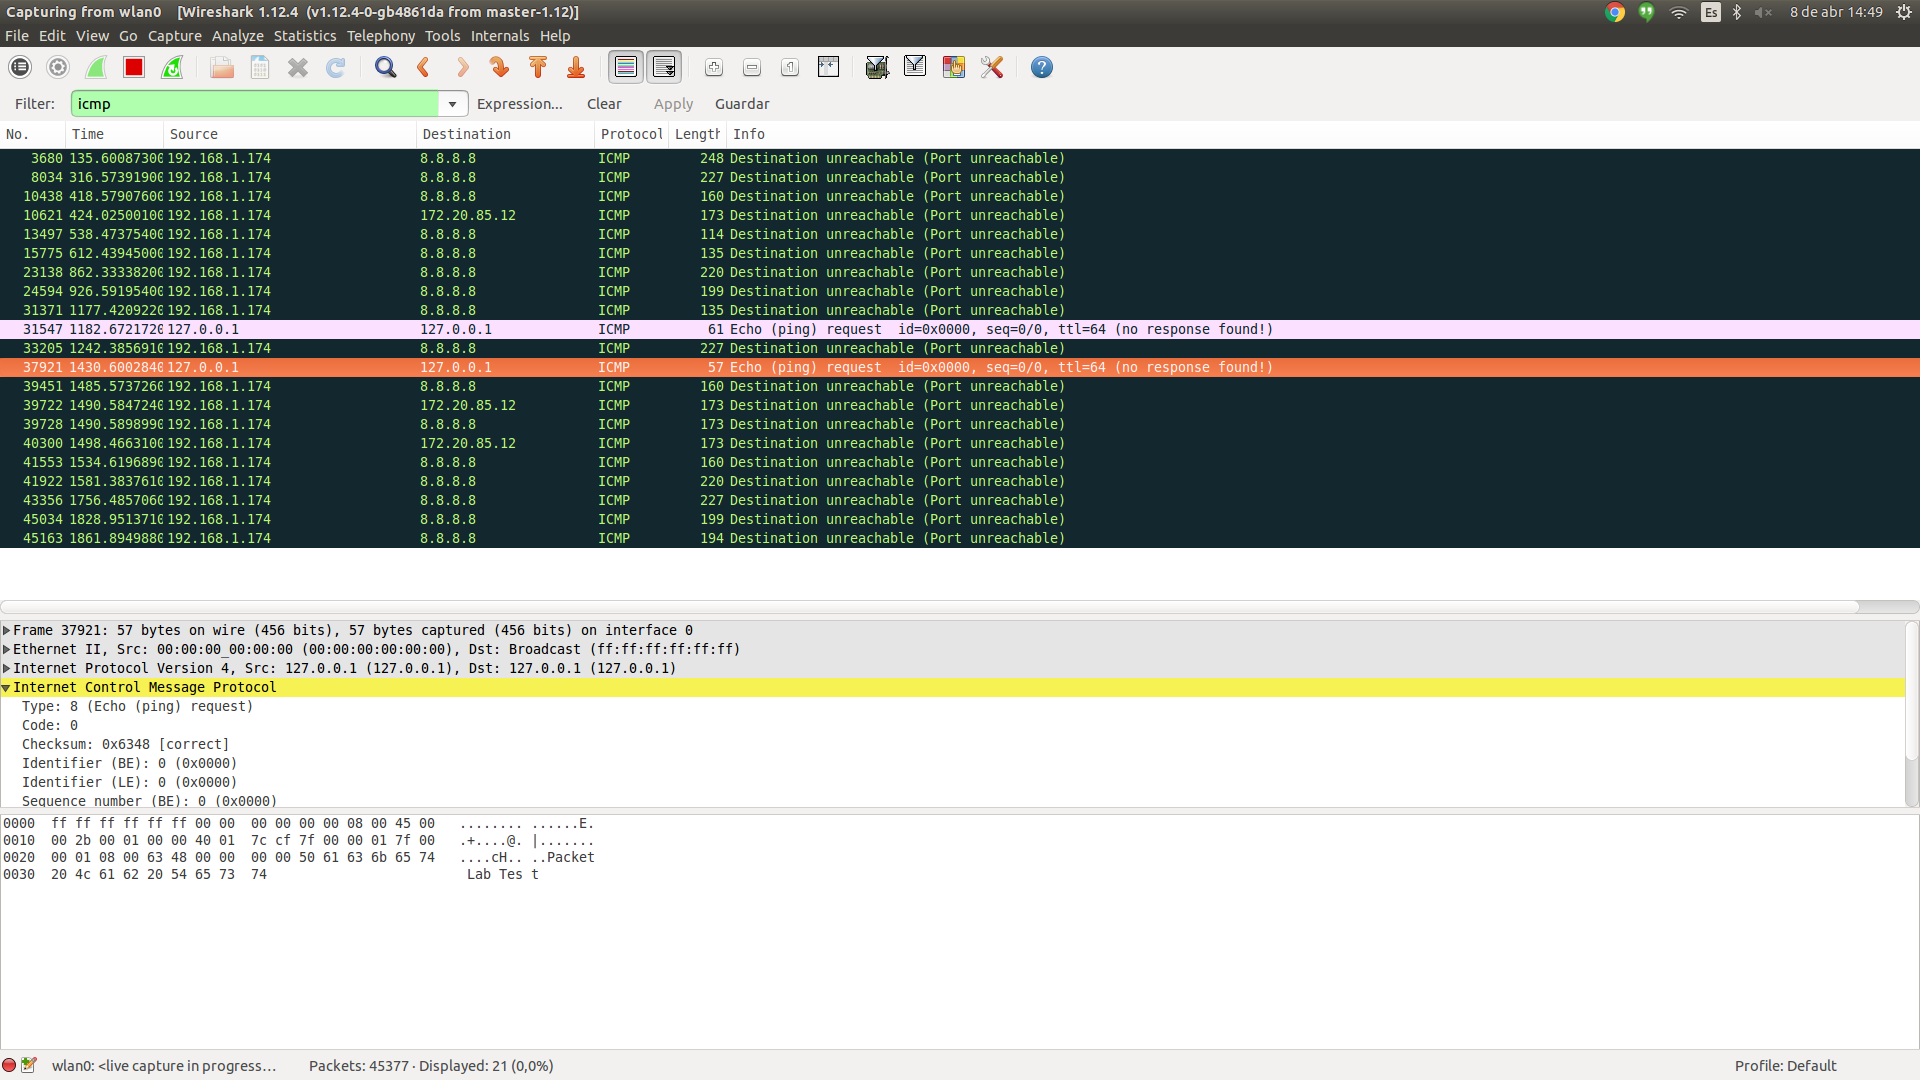 Capturing from wlan0   [Wireshark 1.12.4  (v1.12.4-0-gb4861da from master-1.12)]
Es
8 de abr 14:49
File Edit View Go Capture Analyze Statistics Telephony Tools Internals Help
Filter: icmp Expression... Clear Apply Guardar
No. Time Source Destination Protocol Length Info
3680 135.60087300 192.168.1.174 8.8.8.8 ICMP 248 Destination unreachable (Port unreachable)
8034 316.57391900 192.168.1.174 8.8.8.8 ICMP 227 Destination unreachable (Port unreachable)
10438 418.57907600 192.168.1.174 8.8.8.8 ICMP 160 Destination unreachable (Port unreachable)
10621 424.02500100 192.168.1.174 172.20.85.12 ICMP 173 Destination unreachable (Port unreachable)
13497 538.47375400 192.168.1.174 8.8.8.8 ICMP 114 Destination unreachable (Port unreachable)
15775 612.43945000 192.168.1.174 8.8.8.8 ICMP 135 Destination unreachable (Port unreachable)
23138 862.33338200 192.168.1.174 8.8.8.8 ICMP 220 Destination unreachable (Port unreachable)
24594 926.59195400 192.168.1.174 8.8.8.8 ICMP 199 Destination unreachable (Port unreachable)
31371 1177.4209220 192.168.1.174 8.8.8.8 ICMP 135 Destination unreachable (Port unreachable)
31547 1182.6721720 127.0.0.1 127.0.0.1 ICMP 61 Echo (ping) request  id=0x0000, seq=0/0, ttl=64 (no response found!)
33205 1242.3856910 192.168.1.174 8.8.8.8 ICMP 227 Destination unreachable (Port unreachable)
37921 1430.6002840 127.0.0.1 127.0.0.1 ICMP 57 Echo (ping) request  id=0x0000, seq=0/0, ttl=64 (no response found!)
39451 1485.5737260 192.168.1.174 8.8.8.8 ICMP 160 Destination unreachable (Port unreachable)
39722 1490.5847240 192.168.1.174 172.20.85.12 ICMP 173 Destination unreachable (Port unreachable)
39728 1490.5898990 192.168.1.174 8.8.8.8 ICMP 173 Destination unreachable (Port unreachable)
40300 1498.4663100 192.168.1.174 172.20.85.12 ICMP 173 Destination unreachable (Port unreachable)
41553 1534.6196890 192.168.1.174 8.8.8.8 ICMP 160 Destination unreachable (Port unreachable)
41922 1581.3837610 192.168.1.174 8.8.8.8 ICMP 220 Destination unreachable (Port unreachable)
43356 1756.4857060 192.168.1.174 8.8.8.8 ICMP 227 Destination unreachable (Port unreachable)
45034 1828.9513710 192.168.1.174 8.8.8.8 ICMP 199 Destination unreachable (Port unreachable)
45163 1861.8949880 192.168.1.174 8.8.8.8 ICMP 194 Destination unreachable (Port unreachable)
Frame 37921: 57 bytes on wire (456 bits), 57 bytes captured (456 bits) on interface 0
Ethernet II, Src: 00:00:00_00:00:00 (00:00:00:00:00:00), Dst: Broadcast (ff:ff:ff:ff:ff:ff)
Internet Protocol Version 4, Src: 127.0.0.1 (127.0.0.1), Dst: 127.0.0.1 (127.0.0.1)
Internet Control Message Protocol
Type: 8 (Echo (ping) request)
Code: 0
Checksum: 0x6348 [correct]
Identifier (BE): 0 (0x0000)
Identifier (LE): 0 (0x0000)
Sequence number (BE): 0 (0x0000)
0000  ff ff ff ff ff ff 00 00  00 00 00 00 08 00 45 00   ........ ......E.
0010  00 2b 00 01 00 00 40 01  7c cf 7f 00 00 01 7f 00   .+....@. |.......
0020  00 01 08 00 63 48 00 00  00 00 50 61 63 6b 65 74   ....cH.. ..Packet
0030  20 4c 61 62 20 54 65 73  74   Lab Tes t
wlan0: <live capture in progress... Packets: 45377 · Displayed: 21 (0,0%) Profile: Default